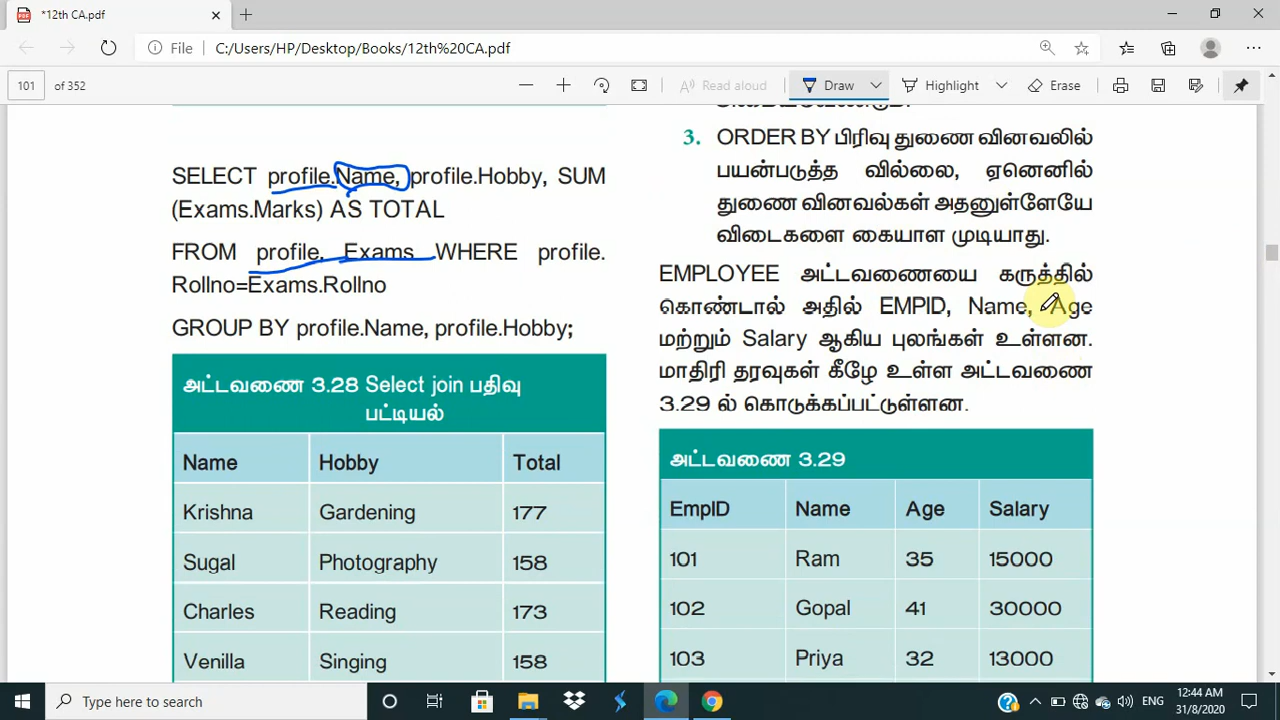 *12th CA.pdf
File
C:/Users/HP/Desktop/Books/12th%20CA.pdf
101 of 352
Read aloud
Draw
Highlight
Erase
SELECT profile.Name, profile.Hobby, SUM
(Exams.Marks) AS TOTAL
FROM profile, Exams WHERE profile.
Rollno=Exams.Rollno
GROUP BY profile.Name, profile.Hobby;
அட்டவணை 3.28 Select join பதிவு
பட்டியல்
Name Hobby Total
Krishna Gardening 177
Sugal Photography 158
Charles Reading 173
Venilla Singing 158
3. ORDER BY பிரிவு துணை வினவலில்
பயன்படுத்த வில்லை, ஏனெனில்
துணை வினவல்கள் அதனுள்ளேயே
விடைகளை கையாள முடியாது.
EMPLOYEE அட்டவணையை கருத்தில்
கொண்டால் அதில் EMPID, Name, Age
மற்றும் Salary ஆகிய புலங்கள் உள்ளன.
மாதிரி தரவுகள் கீழே உள்ள அட்டவணை
3.29 ல் கொடுக்கப்பட்டுள்ளன.
அட்டவணை 3.29
EmpID Name Age Salary
101 Ram 35 15000
102 Gopal 41 30000
103 Priya 32 13000
Type here to search
ENG
12:44 AM
31/8/2020